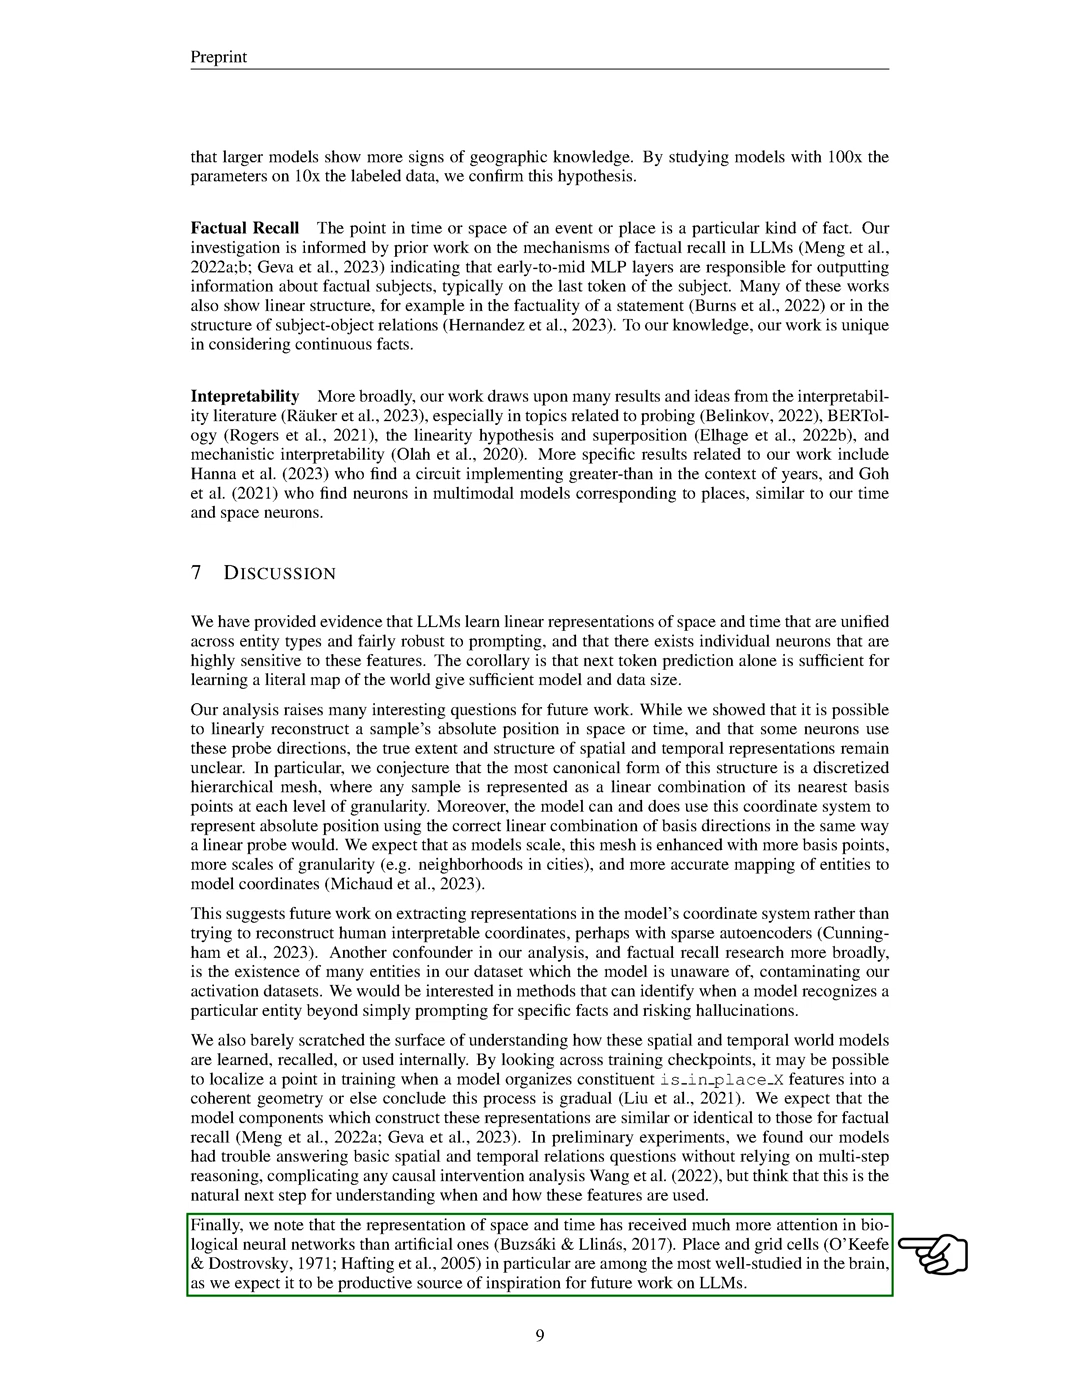 Preprint
that larger models show more signs of geographic knowledge. By studying models with 100x the
parameters on 10x the labeled data, we confirm this hypothesis.
Factual Recall The point in time or space of an event or place is a particular kind of fact. Our
investigation is informed by prior work on the mechanisms of factual recall in LLMs (Meng et al.,
2022a;b; Geva et al., 2023) indicating that early-to-mid MLP layers are responsible for outputting
information about factual subjects, typically on the last token of the subject. Many of these works
also show linear structure, for example in the factuality of a statement (Burns et al., 2022) or in the
structure of subject-object relations (Hernandez et al., 2023). To our knowledge, our work is unique
in considering continuous facts.
Intepretability More broadly, our work draws upon many results and ideas from the interpretabil-
ity literature (Räuker et al., 2023), especially in topics related to probing (Belinkov, 2022), BERTol-
ogy (Rogers et al., 2021), the linearity hypothesis and superposition (Elhage et al., 2022b), and
mechanistic interpretability (Olah et al., 2020). More specific results related to our work include
Hanna et al. (2023) who find a circuit implementing greater-than in the context of years, and Goh
et al. (2021) who find neurons in multimodal models corresponding to places, similar to our time
and space neurons.
7 DISCUSSION
We have provided evidence that LLMs learn linear representations of space and time that are unified
across entity types and fairly robust to prompting, and that there exists individual neurons that are
highly sensitive to these features. The corollary is that next token prediction alone is sufficient for
learning a literal map of the world give sufficient model and data size.
Our analysis raises many interesting questions for future work. While we showed that it is possible
to linearly reconstruct a sample's absolute position in space or time, and that some neurons use
these probe directions, the true extent and structure of spatial and temporal representations remain
unclear. In particular, we conjecture that the most canonical form of this structure is a discretized
hierarchical mesh, where any sample is represented as a linear combination of its nearest basis
points at each level of granularity. Moreover, the model can and does use this coordinate system to
represent absolute position using the correct linear combination of basis directions in the same way
a linear probe would. We expect that as models scale, this mesh is enhanced with more basis points,
more scales of granularity (e.g. neighborhoods in cities), and more accurate mapping of entities to
model coordinates (Michaud et al., 2023).
This suggests future work on extracting representations in the model's coordinate system rather than
trying to reconstruct human interpretable coordinates, perhaps with sparse autoencoders (Cunning-
ham et al., 2023). Another confounder in our analysis, and factual recall research more broadly,
is the existence of many entities in our dataset which the model is unaware of, contaminating our
activation datasets. We would be interested in methods that can identify when a model recognizes a
particular entity beyond simply prompting for specific facts and risking hallucinations.
We also barely scratched the surface of understanding how these spatial and temporal world models
are learned, recalled, or used internally. By looking across training checkpoints, it may be possible
to localize a point in training when a model organizes constituent is_in_place_X features into a
coherent geometry or else conclude this process is gradual (Liu et al., 2021). We expect that the
model components which construct these representations are similar or identical to those for factual
recall (Meng et al., 2022a; Geva et al., 2023). In preliminary experiments, we found our models
had trouble answering basic spatial and temporal relations questions without relying on multi-step
reasoning, complicating any causal intervention analysis Wang et al. (2022), but think that this is the
natural next step for understanding when and how these features are used.
Finally, we note that the representation of space and time has received much more attention in bio-
logical neural networks than artificial ones (Buzsáki & Llinás, 2017). Place and grid cells (O'Keefe
& Dostrovsky, 1971; Hafting et al., 2005) in particular are among the most well-studied in the brain,
as we expect it to be productive source of inspiration for future work on LLMs.
9